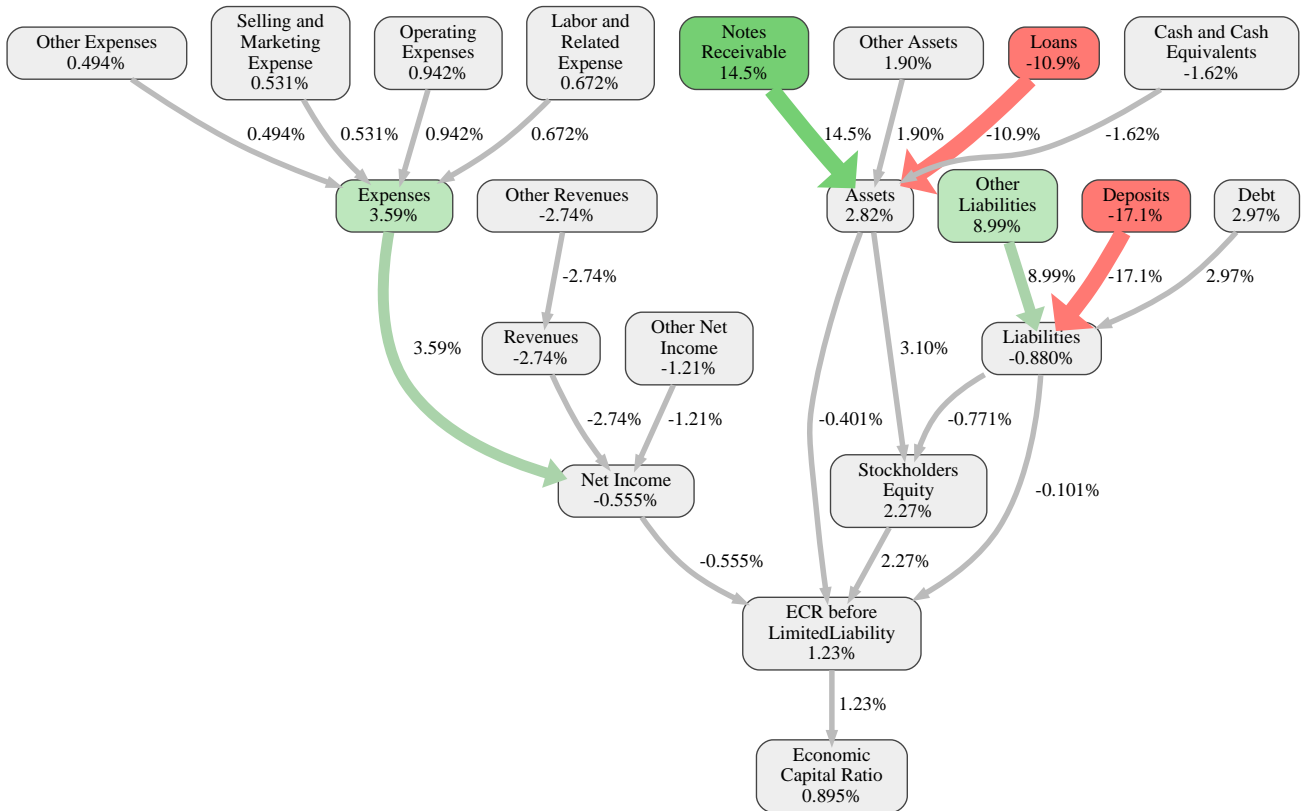 Other Expenses
0.494%
Selling and
Marketing
Expense
0.531%
Operating
Expenses
0.942%
Labor and
Related
Expense
0.672%
Notes
Receivable
14.5%
Other Assets
1.90%
Loans
-10.9%
Cash and Cash
Equivalents
-1.62%
0.494%
0.531%
0.942%
0.672%
14.5%
1.90%
-10.9%
-1.62%
Expenses
3.59%
Other Revenues
-2.74%
Assets
2.82%
Other
Liabilities
8.99%
Deposits
-17.1%
Debt
2.97%
-2.74%
8.99%
-17.1%
2.97%
3.59%
Revenues
-2.74%
Other Net
Income
-1.21%
3.10%
Liabilities
-0.880%
-2.74%
-1.21%
-0.401%
-0.771%
Net Income
-0.555%
Stockholders
Equity
2.27%
-0.101%
-0.555%
2.27%
ECR before
LimitedLiability
1.23%
1.23%
Economic
Capital Ratio
0.895%